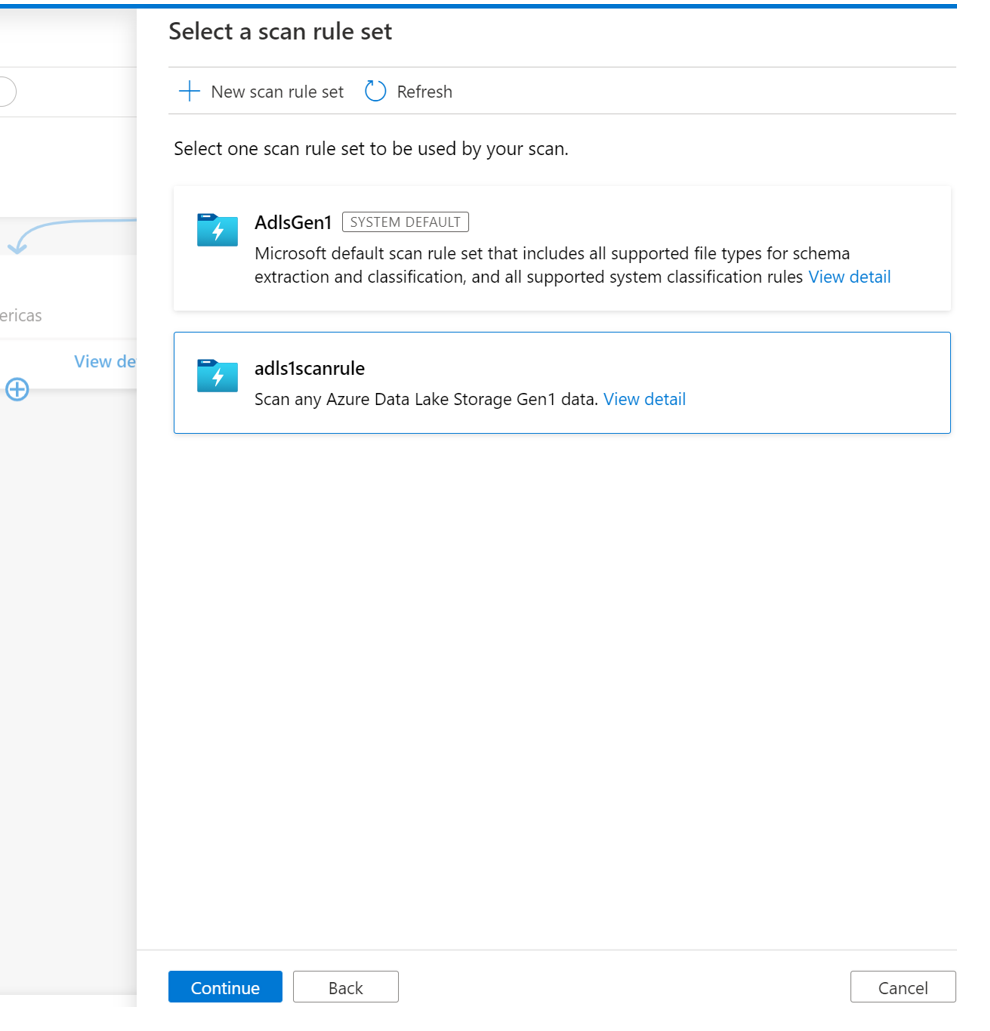 Select a scan rule set
New scan rule set Refresh
Select one scan rule set to be used by your scan.
AdlsGen1 SYSTEM DEFAULT
Microsoft default scan rule set that includes all supported file types for schema
extraction and classification, and all supported system classification rules View detail
ericas
View de
adls1scanrule
Scan any Azure Data Lake Storage Gen1 data. View detail
Continue Back Cancel